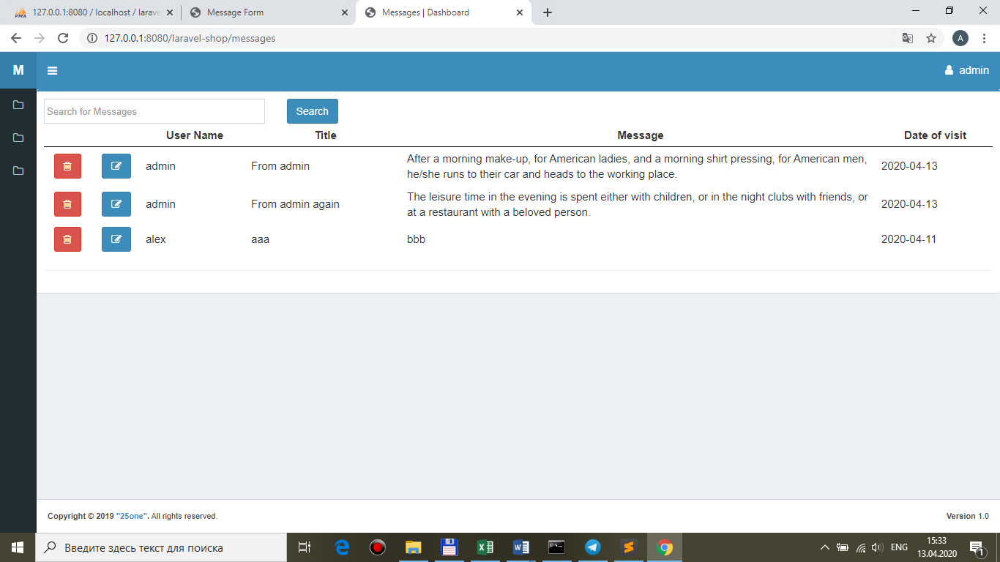 PMA 127.0.0.1:8080 / localhost / larave
Message Form
Messages | Dashboard
127.0.0.1:8080/laravel-shop/messages
A
M
admin
Search for Messages
Search
User Name Title Message Date of visit
admin From admin After a morning make-up, for American ladies, and a morning shirt pressing, for American men, 2020-04-13
he/she runs to their car and heads to the working place.
admin From admin again The leisure time in the evening is spent either with children, or in the night clubs with friends, or 2020-04-13
at a restaurant with a beloved person.
alex aaa bbb 2020-04-11
Copyright © 2019 "25one". All rights reserved.
Version 1.0
Введите здесь текст для поиска
ENG
15:33
13.04.2020
1